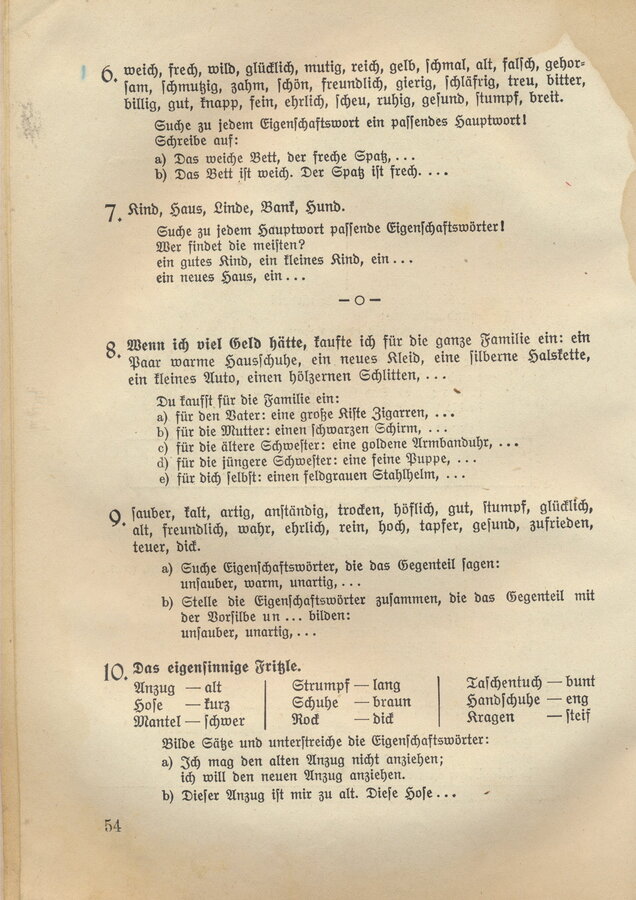 6. weich, frech, wild, glücklich, mutig, reich, gelb, schmal, alt, falsch, gehor-
sam, schmutzig, zahm, schön, freundlich, gierig, schläfrig, treu, bitter,
billig, gut, knapp, fein, ehrlich, scheu, ruhig, gesund, stumpf, breit.
Suche zu jedem Eigenschaftswort ein passendes Hauptwort!
Schreibe auf:
a) Das weiche Bett, der freche Spatz, ...
b) Das Bett ist weich. Der Spatz ist frech. ...
7. Kind, Haus, Linde, Bank, Hund.
Suche zu jedem Hauptwort passende Eigenschaftswörter!
Wer findet die meisten?
ein gutes Kind, ein kleines Kind, ein ...
ein neues Haus, ein ...
8. Wenn ich viel Geld hätte, kaufte ich für die ganze Familie ein: ein
Paar warme Hausschuhe, ein neues Kleid, eine silberne Halskette,
ein kleines Auto, einen hölzernen Schlitten, ...
Du kaufst für die Familie ein:
a) für den Vater: eine große Kiste Zigarren, ...
b) für die Mutter: einen schwarzen Schirm, ...
c) für die ältere Schwester: eine goldene Armbanduhr, ...
d) für die jüngere Schwester: eine feine Puppe, ...
e) für dich selbst: einen feldgrauen Stahlhelm, ...
9. sauber, kalt, artig, anständig, trocken, höflich, gut, stumpf, glücklich,
alt, freundlich, wahr, ehrlich, rein, hoch, tapfer, gesund, zufrieden,
teuer, dick.
a) Suche Eigenschaftswörter, die das Gegenteil sagen:
unsauber, warm, unartig, ...
b) Stelle die Eigenschaftswörter zusammen, die das Gegenteil mit
der Vorsilbe un ... bilden:
unsauber, unartig, ...
10. Das eigensinnige Fritzle.
Anzug — alt | Strumpf — lang | Taschentuch — bunt
Hose — kurz | Schuhe — braun | Handschuhe — eng
Mantel — schwer | Rock — dick | Kragen — steif
Bilde Sätze und unterstreiche die Eigenschaftswörter:
a) Ich mag den alten Anzug nicht anziehen;
ich will den neuen Anzug anziehen.
b) Dieser Anzug ist mir zu alt. Diese Hose ...
54